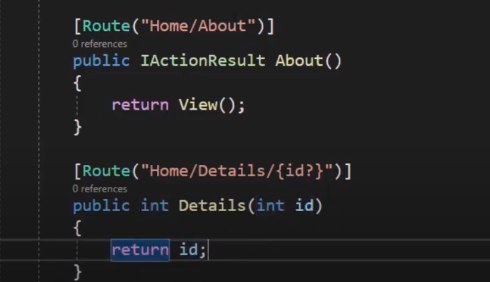 [Route("Home/About")]
0 references
public IActionResult About()
{
return View();
}
[Route("Home/Details/{id?}")]
0 references
public int Details(int id)
{
return id;
}